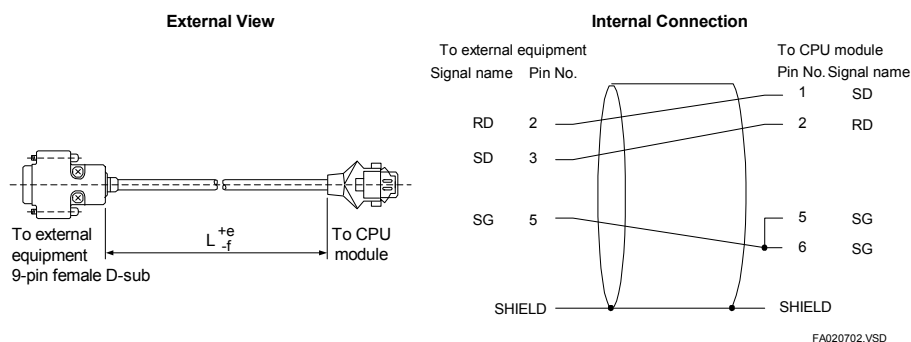 External View
To external
equipment
9-pin female D-sub
L +e -f
To CPU
module
Internal Connection
To external equipment
To CPU module
Signal name Pin No.
Pin No. Signal name
1 SD
RD 2
2 RD
SD 3
SG 5
5 SG
6 SG
SHIELD
SHIELD
FA020702.VSD